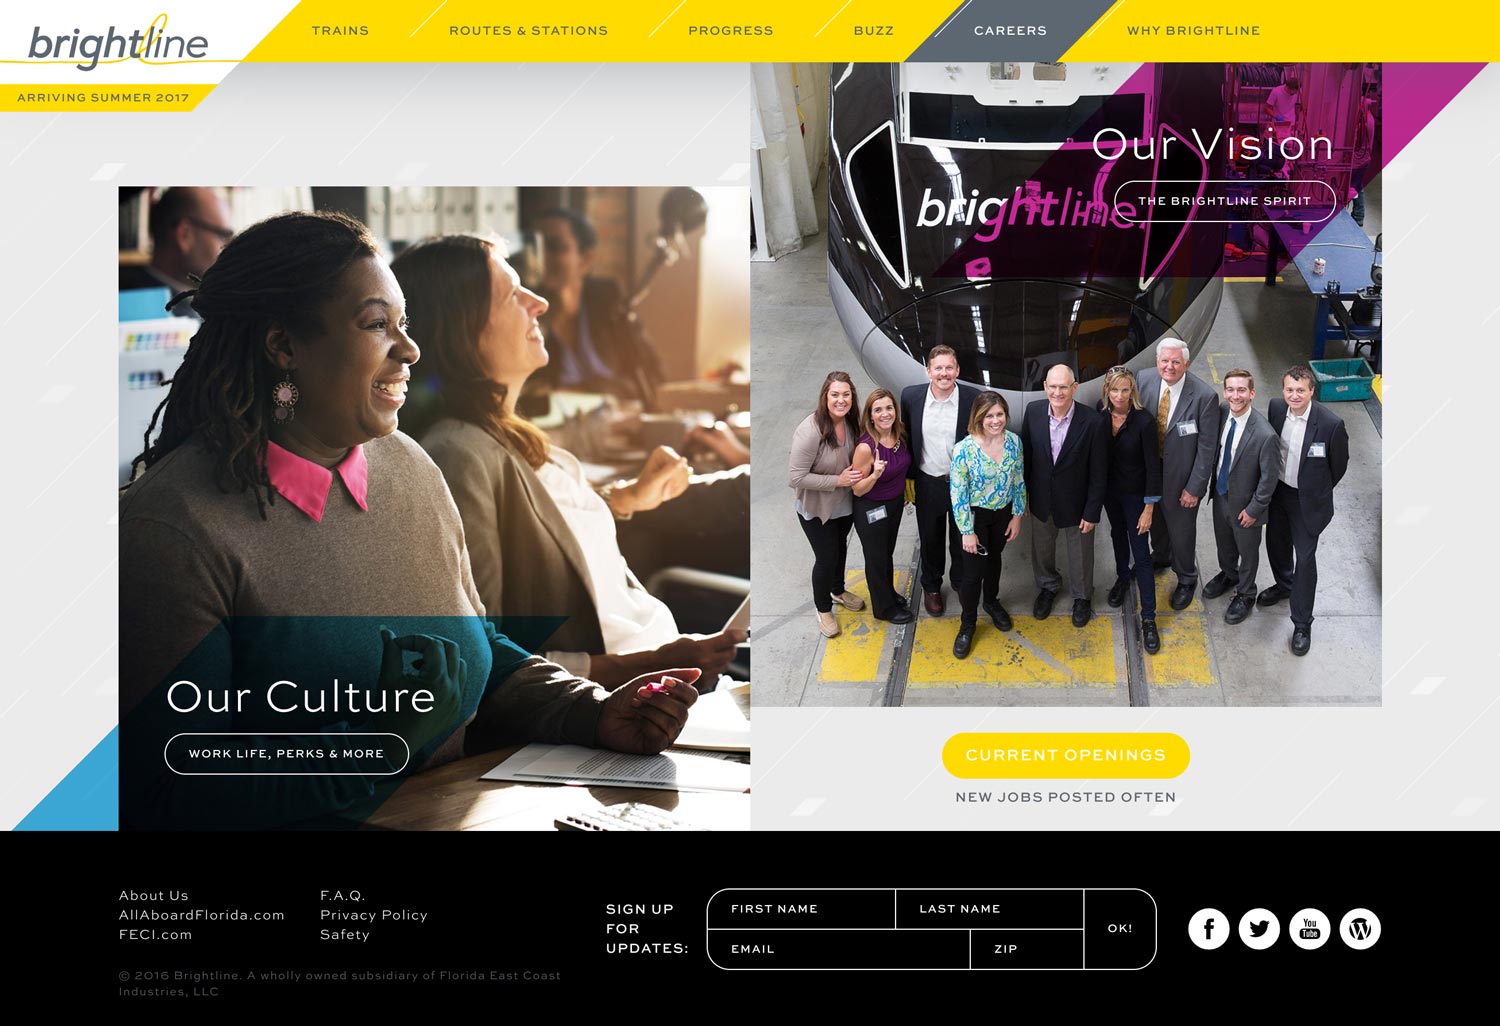 brightline
TRAINS
ROUTES & STATIONS
PROGRESS
BUZZ
CAREERS
WHY BRIGHTLINE
ARRIVING SUMMER 2017
Our Vision
THE BRIGHTLINE SPIRIT
brightline
Our Culture
WORK LIFE, PERKS & MORE
CURRENT OPENINGS
NEW JOBS POSTED OFTEN
About Us
AllAboardFlorida.com
FECI.com
F.A.Q.
Privacy Policy
Safety
© 2016 Brightline. A wholly owned subsidiary of Florida East Coast
Industries, LLC
SIGN UP
FOR
UPDATES:
FIRST NAME
LAST NAME
EMAIL
ZIP
OK!
You
Tube